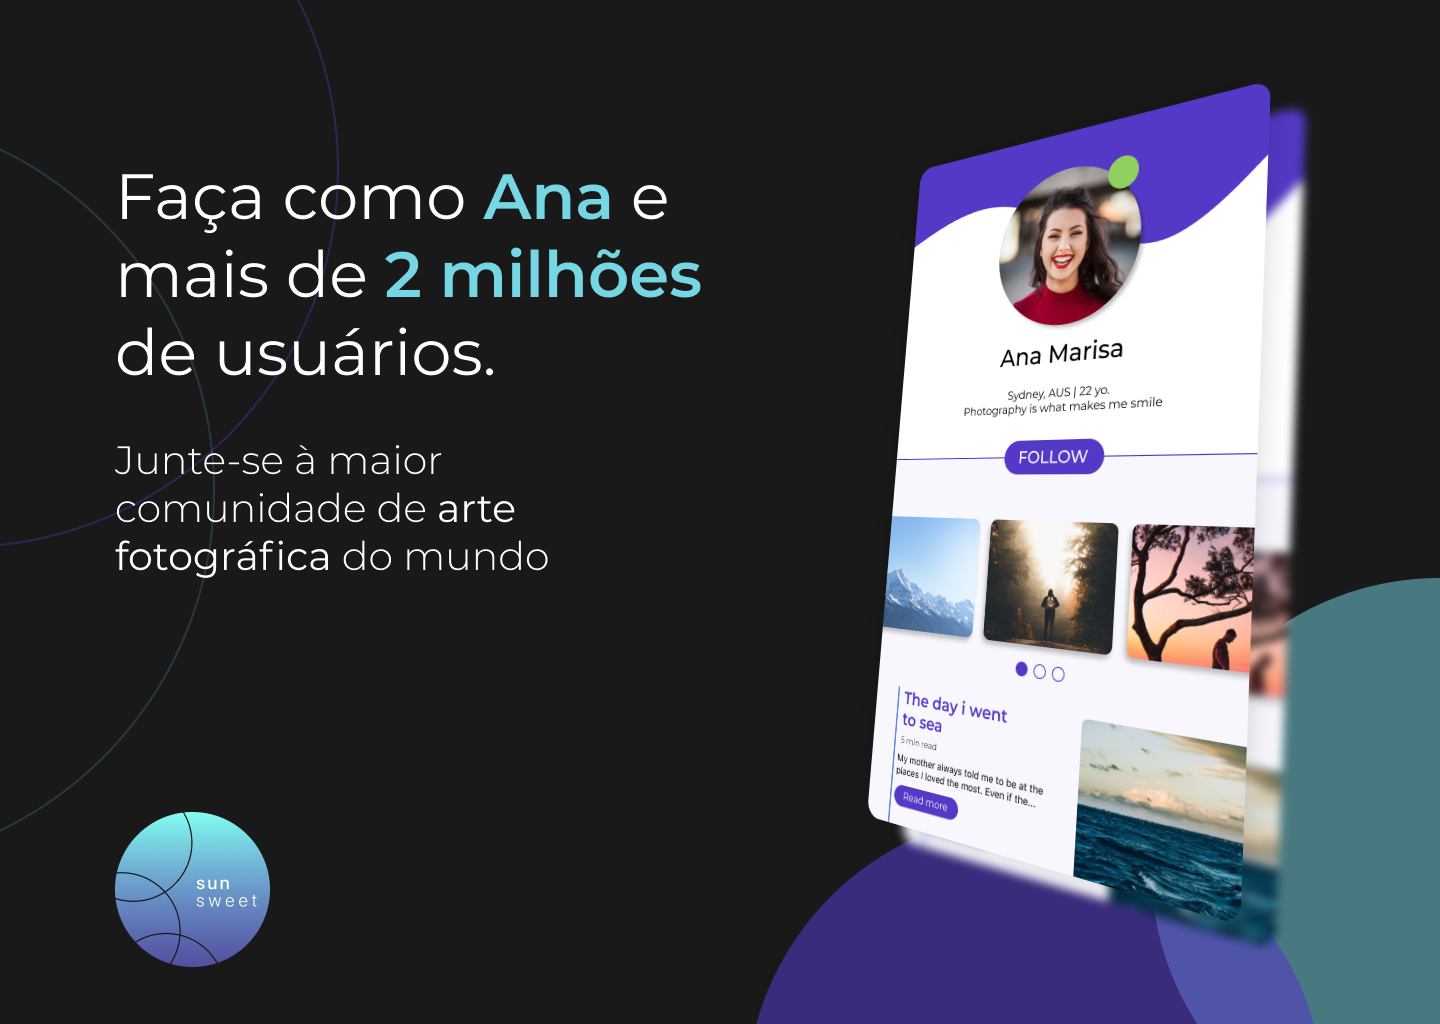 Faça como Ana e
mais de 2 milhões
de usuários.
Junte-se à maior
comunidade de arte
fotográfica do mundo
sun
sweet
Ana Marisa
Sydney, AUS | 22 yo.
Photography is what makes me smile
FOLLOW
The day i went
to sea
5 min read
My mother always told me to be at the
places I loved the most. Even if the...
Read more